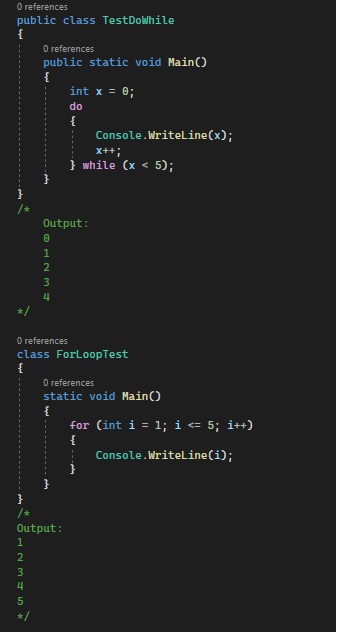 0 references
public class TestDoWhile
{
0 references
public static void Main()
{
int x = 0;
do
{
Console.WriteLine(x);
x++;
} while (x < 5);
}
}
/*
Output:
0
1
2
3
4
*/
0 references
class ForLoopTest
{
0 references
static void Main()
{
for (int i = 1; i <= 5; i++)
{
Console.WriteLine(i);
}
}
}
/*
Output:
1
2
3
4
5
*/